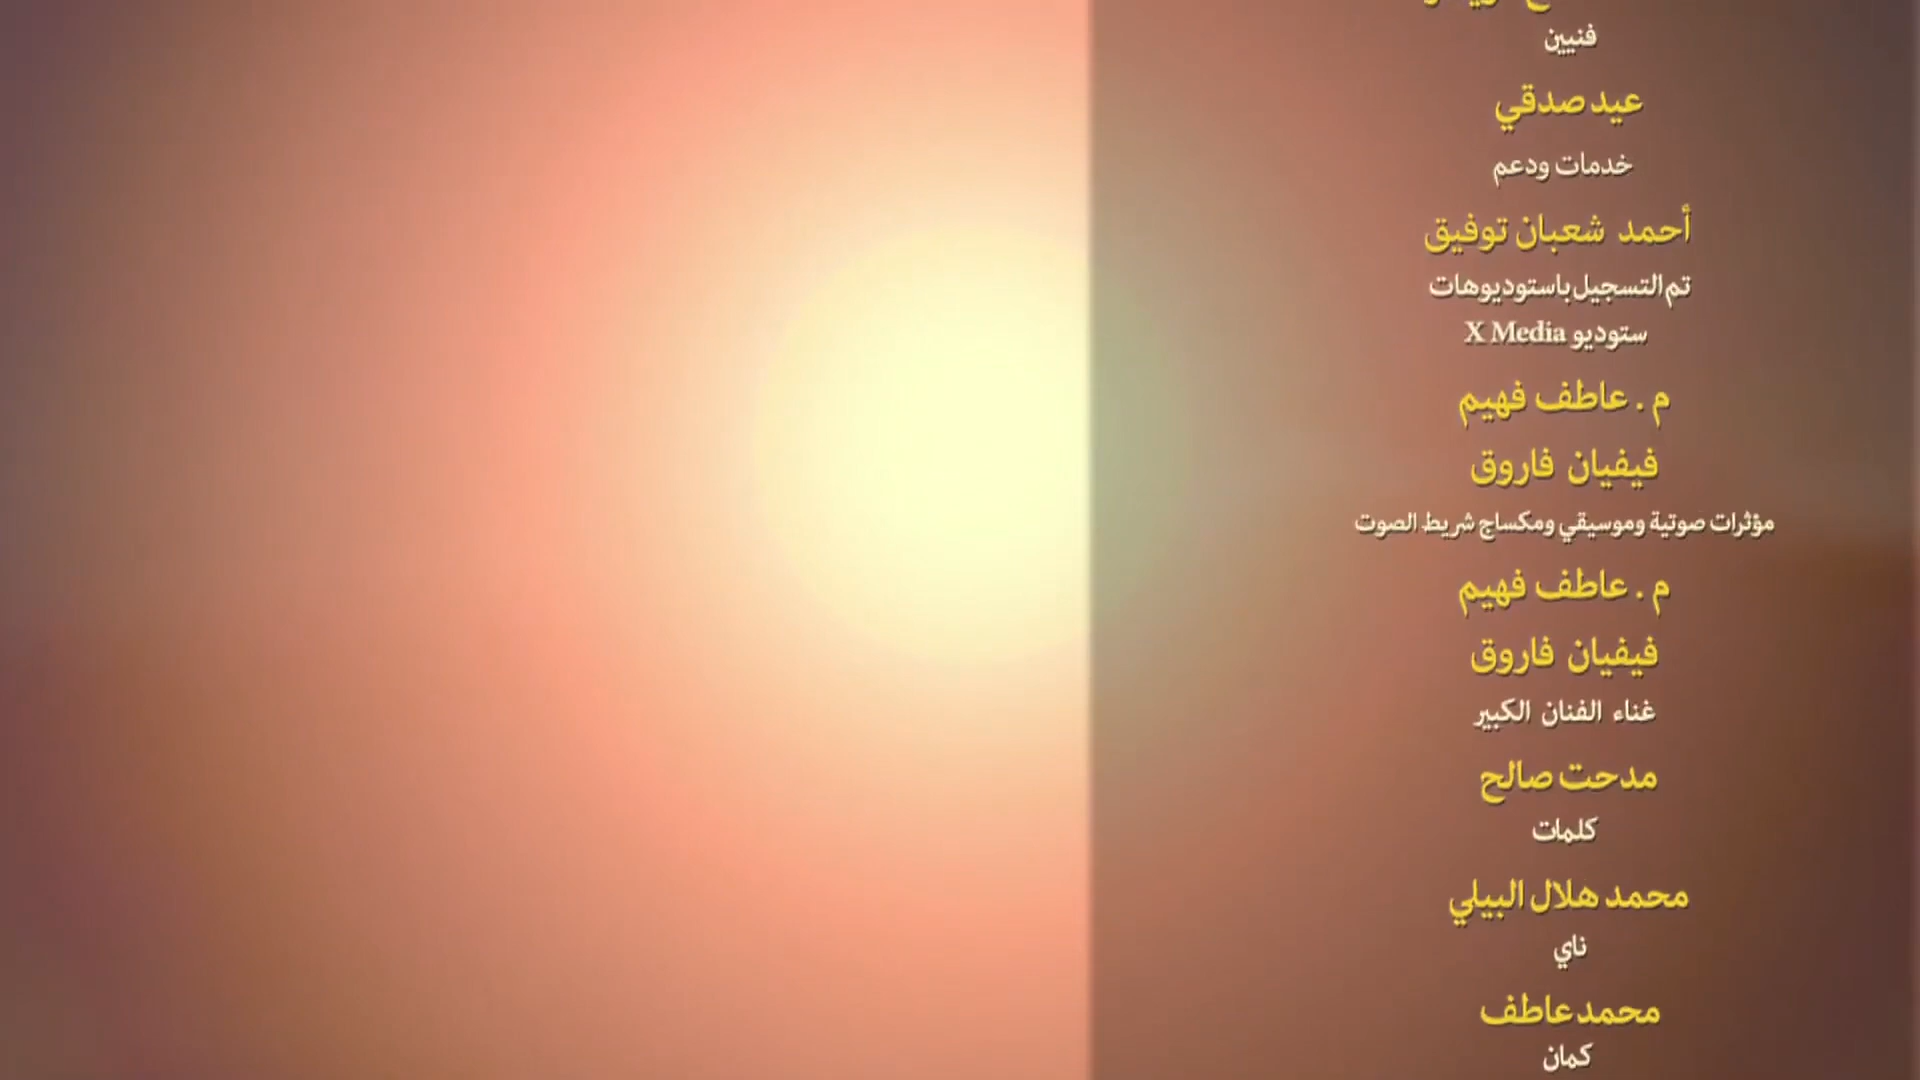 فنيين
عيد صدقي
خدمات ودعم
أحمد شعبان توفيق
تم التسجيل باستوديوهات
ستوديو X Media
م . عاطف فهيم
فيفيان فاروق
مؤثرات صوتية وموسيقي ومكساج شريط الصوت
م . عاطف فهيم
فيفيان فاروق
غناء الفنان الكبير
مدحت صالح
كلمات
محمد هلال البيلي
ناي
محمد عاطف
كمان